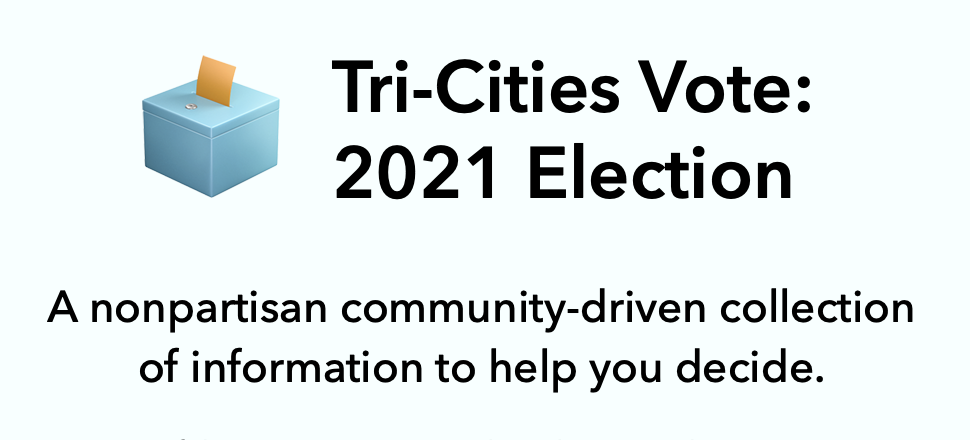 Tri-Cities Vote:
2021 Election
A nonpartisan community-driven collection
of information to help you decide.